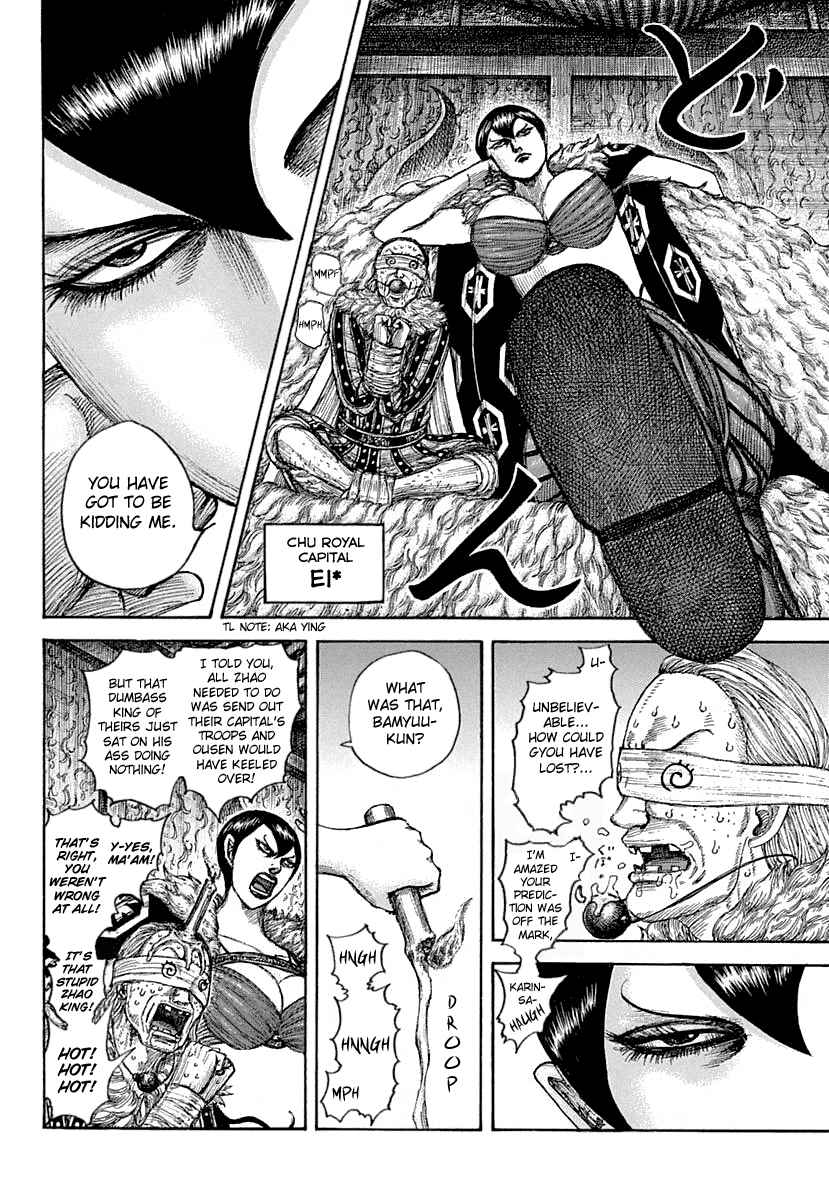 どん
MMPF
HMPH
CHU ROYAL
CAPITAL
EI*
TL NOTE: AKA YING
YOU HAVE
GOT TO BE
KIDDING ME.
U-
UNBELIEV-
ABLE...
HOW COULD
GYOU HAVE
LOST?...
I-
I'M
AMAZED
YOUR
PREDIC-
TION WAS
OFF THE
MARK,
KARIN-
SA-
HAUGH
WHAT
WAS THAT,
BAMYUU-
KUN?
HNGH
HNNGH
MPH
DROOP
I TOLD YOU,
ALL ZHAO
NEEDED TO DO
WAS SEND OUT
THEIR CAPITAL'S
TROOPS AND
OUSEN WOULD
HAVE KEELED
OVER!
BUT THAT
DUMBASS
KING OF
THEIRS JUST
SAT ON HIS
ASS DOING
NOTHING!
Y-YES,
MA'AM!
THAT'S
RIGHT,
YOU
WEREN'T
WRONG
AT ALL!
IT'S
THAT
STUPID
ZHAO
KING!
HOT!
HOT!
HOT!